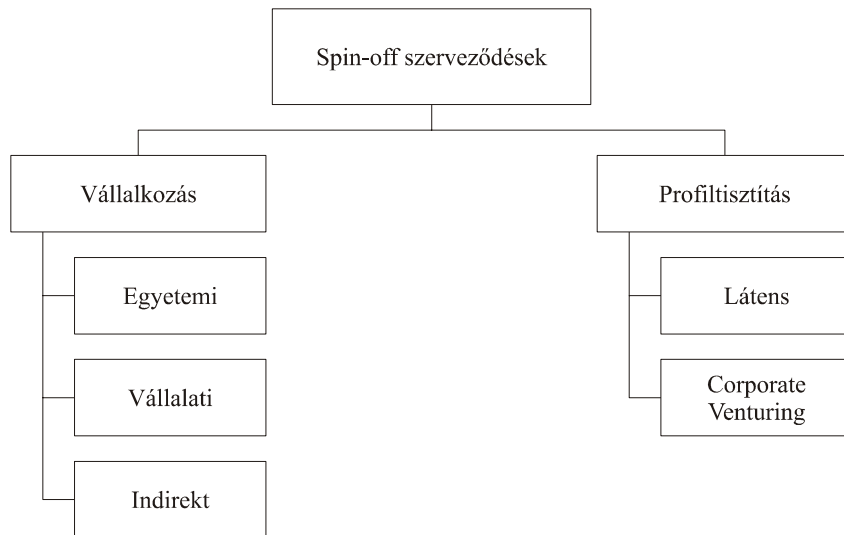 Spin-off szerveződések
Vállalkozás
Profiltisztítás
Egyetemi
Látens
Vállalati
Corporate
Venturing
Indirekt